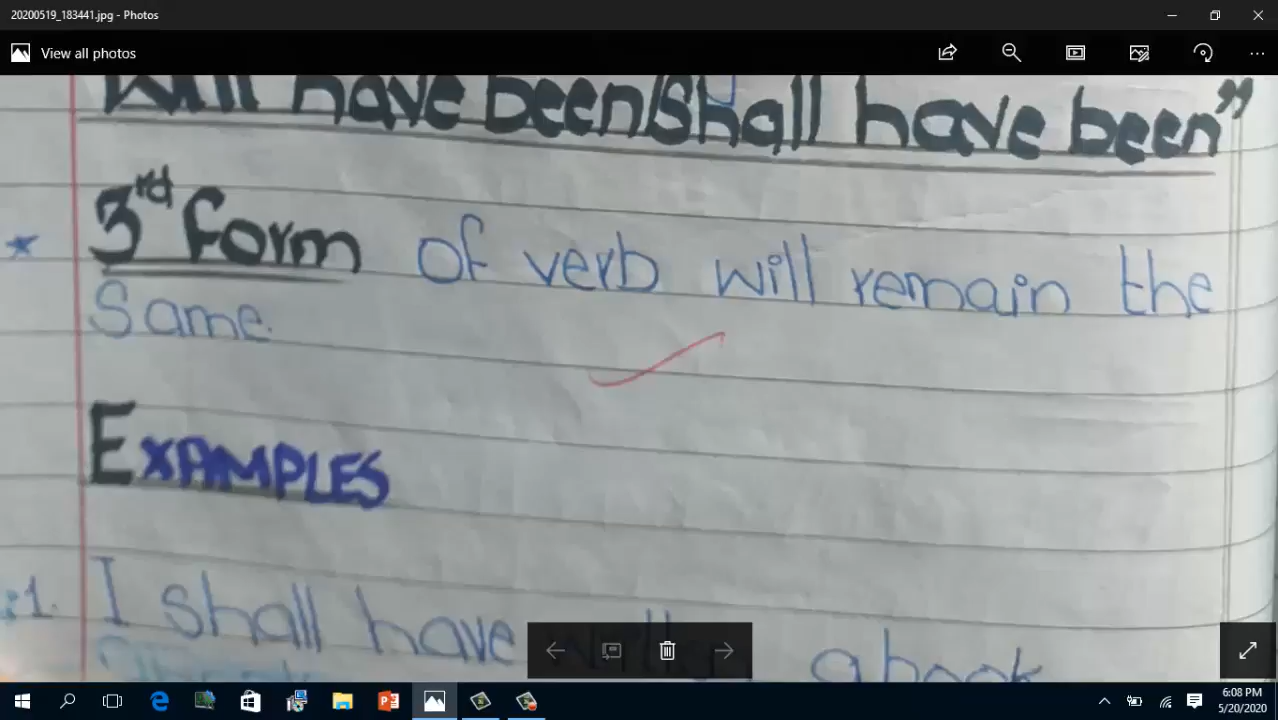 20200519_183441.jpg - Photos
View all photos
Will have been/shall have been"
3rd form of verb will remain the
Same.
EXAMPLES
:1. I shall have a book
6:08 PM
5/20/2020